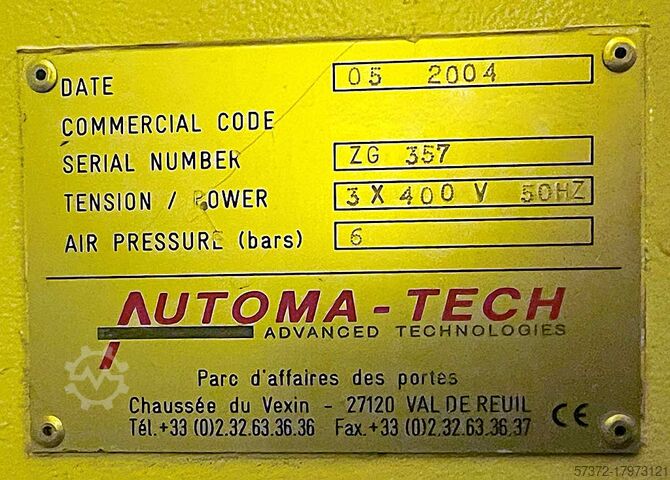 DATE 05 2004
COMMERCIAL CODE
SERIAL NUMBER ZG 357
TENSION / POWER 3 X 400 V 50HZ
AIR PRESSURE (bars) 6
AUTOMA-TECH
ADVANCED TECHNOLOGIES
Parc d'affaires des portes
Chaussée du Vexin - 27120 VAL DE REUIL
Tél.+33 (0)2.32.63.36.36 Fax.+33 (0)2.32.63.36.37
CE
57372-17973121